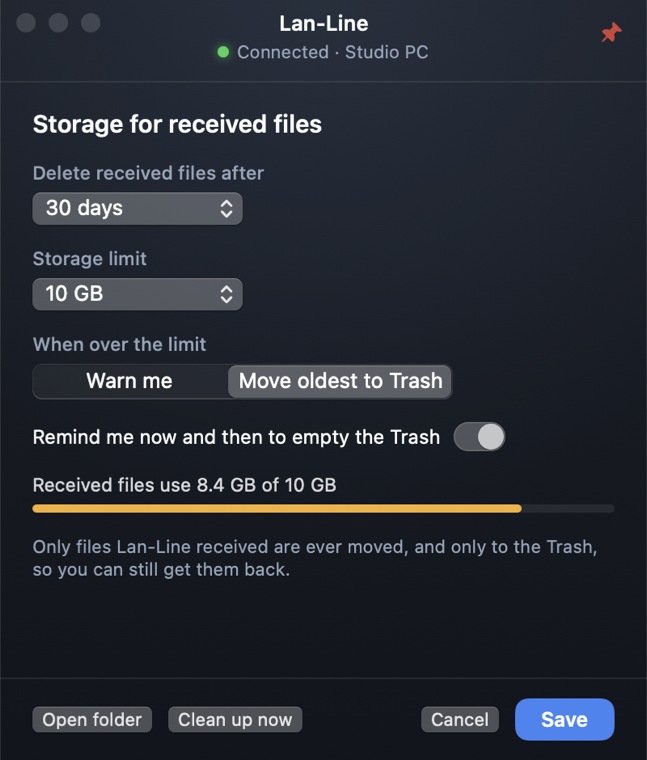 Lan-Line
Connected · Studio PC
Storage for received files
Delete received files after
30 days
Storage limit
10 GB
When over the limit
Warn me
Move oldest to Trash
Remind me now and then to empty the Trash
Received files use 8.4 GB of 10 GB
Only files Lan-Line received are ever moved, and only to the Trash,
so you can still get them back.
Open folder
Clean up now
Cancel
Save